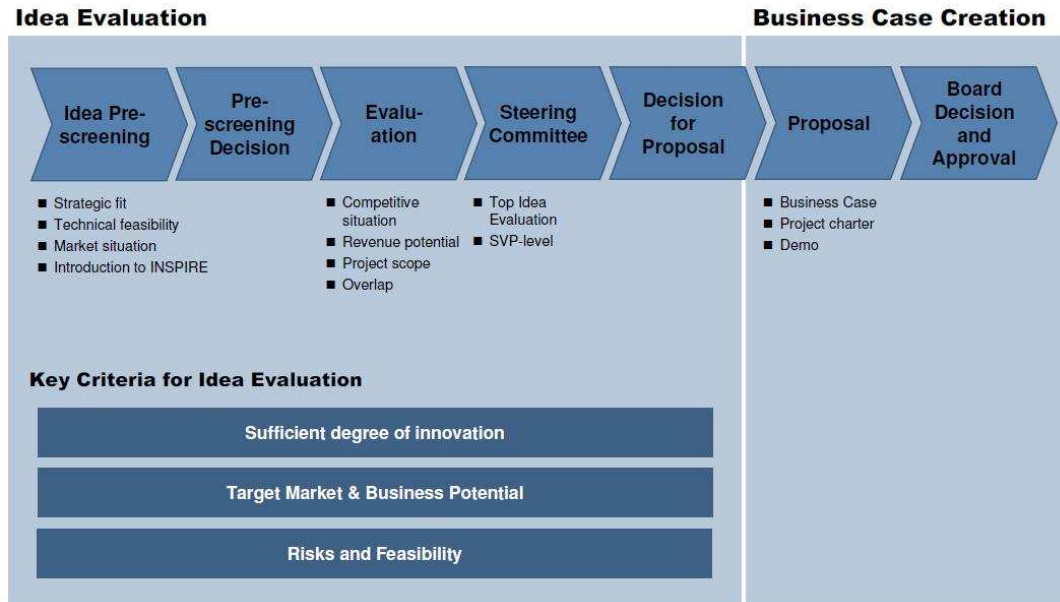 Idea Evaluation
Business Case Creation
Idea Pre-
screening
Pre-
screening
Decision
Evalu-
ation
Steering
Committee
Decision
for
Proposal
Proposal
Board
Decision
and
Approval
■ Strategic fit
■ Technical feasibility
■ Market situation
■ Introduction to INSPIRE
■ Competitive
situation
■ Revenue potential
■ Project scope
■ Overlap
■ Top Idea
Evaluation
■ SVP-level
■ Business Case
■ Project charter
■ Demo
Key Criteria for Idea Evaluation
Sufficient degree of innovation
Target Market & Business Potential
Risks and Feasibility